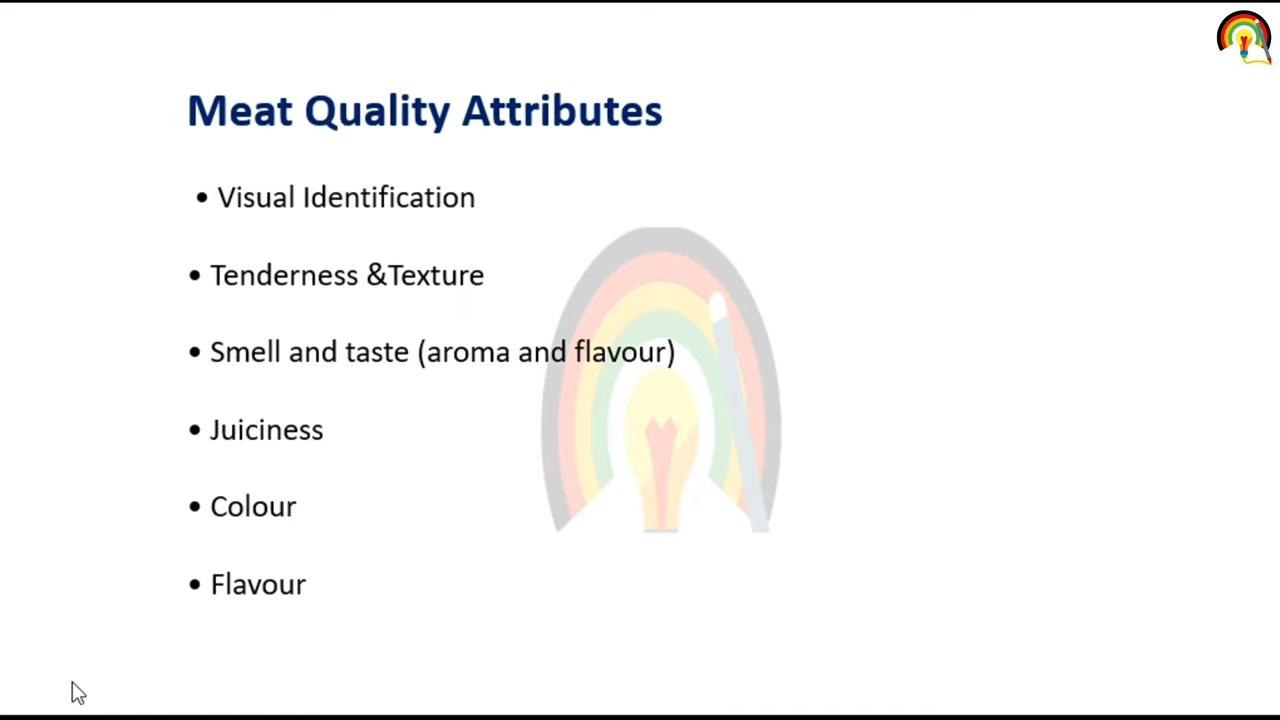 Meat Quality Attributes
• Visual Identification
• Tenderness &Texture
• Smell and taste (aroma and flavour)
• Juiciness
• Colour
• Flavour